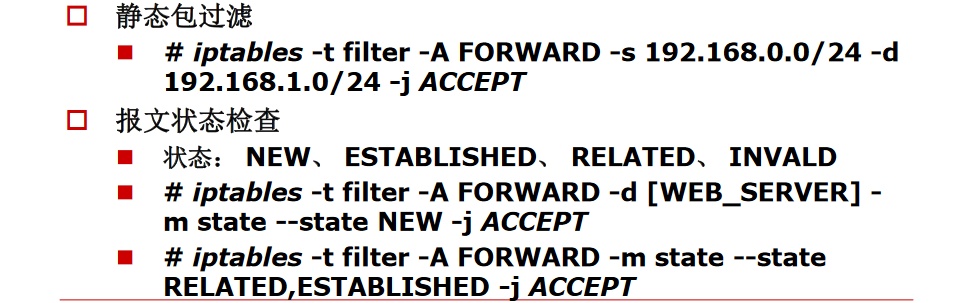 静态包过滤
# iptables -t filter -A FORWARD -s 192.168.0.0/24 -d
192.168.1.0/24 -j ACCEPT
报文状态检查
状态： NEW、 ESTABLISHED、 RELATED、 INVALD
# iptables -t filter -A FORWARD -d [WEB_SERVER] -
m state --state NEW -j ACCEPT
# iptables -t filter -A FORWARD -m state --state
RELATED,ESTABLISHED -j ACCEPT